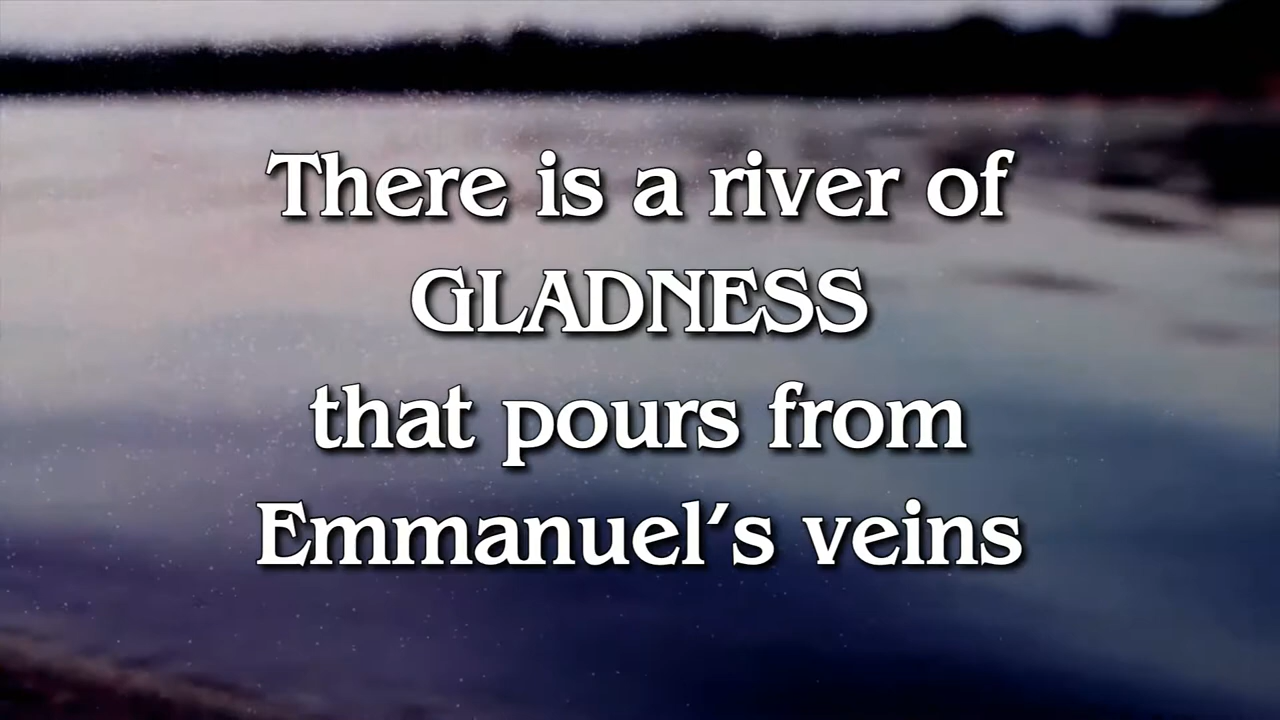 There is a river of
GLADNESS
that pours from
Emmanuel’s veins